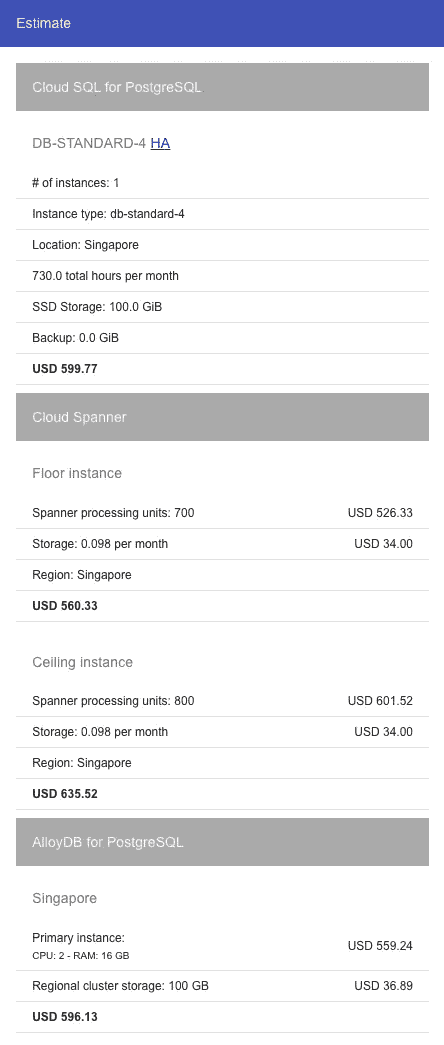 Estimate
Cloud SQL for PostgreSQL
DB-STANDARD-4 HA
# of instances: 1
Instance type: db-standard-4
Location: Singapore
730.0 total hours per month
SSD Storage: 100.0 GiB
Backup: 0.0 GiB
USD 599.77
Cloud Spanner
Floor instance
Spanner processing units: 700 USD 526.33
Storage: 0.098 per month USD 34.00
Region: Singapore
USD 560.33
Ceiling instance
Spanner processing units: 800 USD 601.52
Storage: 0.098 per month USD 34.00
Region: Singapore
USD 635.52
AlloyDB for PostgreSQL
Singapore
Primary instance: USD 559.24
CPU: 2 - RAM: 16 GB
Regional cluster storage: 100 GB USD 36.89
USD 596.13